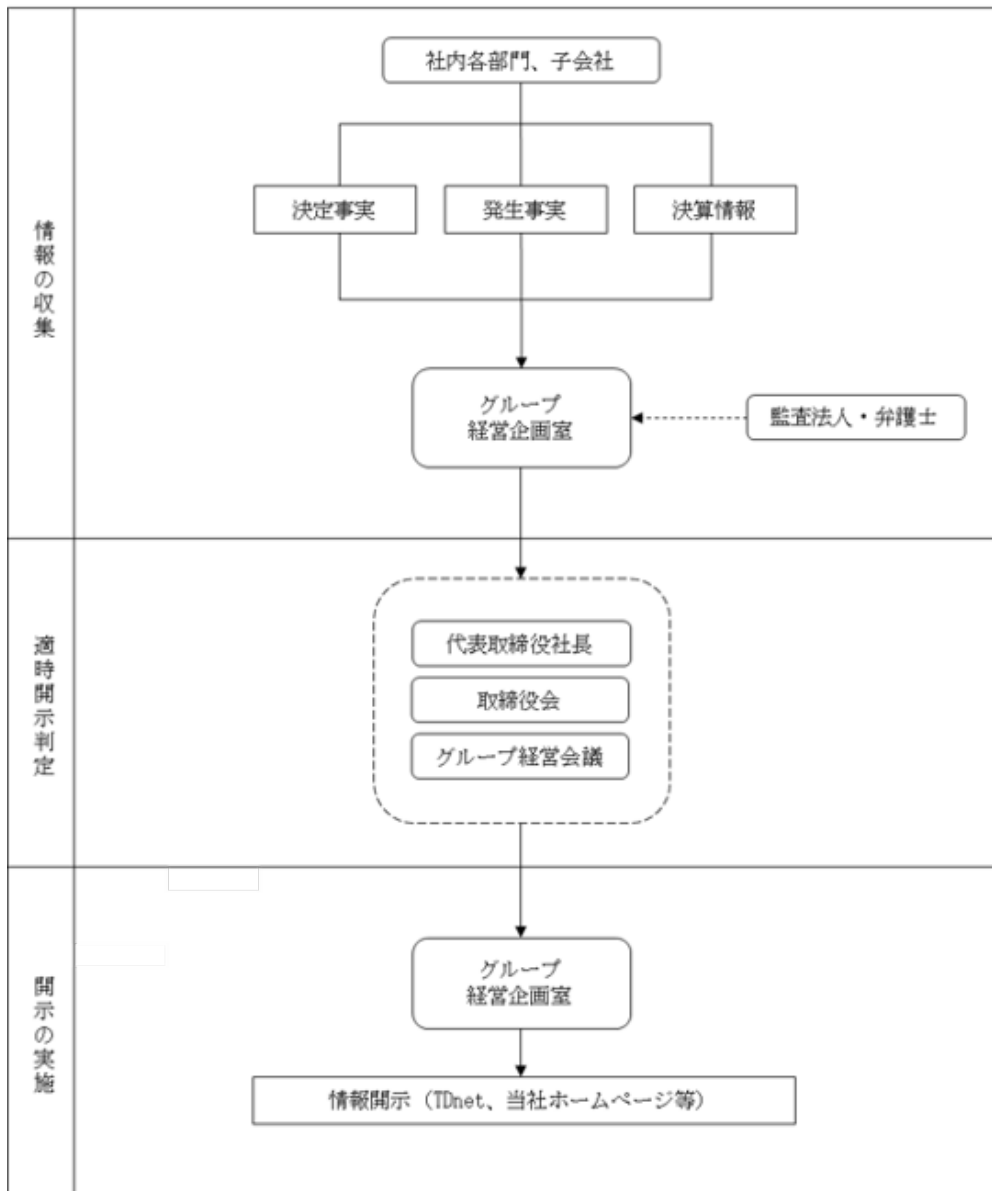 情報の収集
社内各部門、子会社
決定事実
発生事実
決算情報
グループ
経営企画室
監査法人・弁護士
適時開示判定
代表取締役社長
取締役会
グループ経営会議
開示の実施
グループ
経営企画室
情報開示（TDnet、当社ホームページ等）